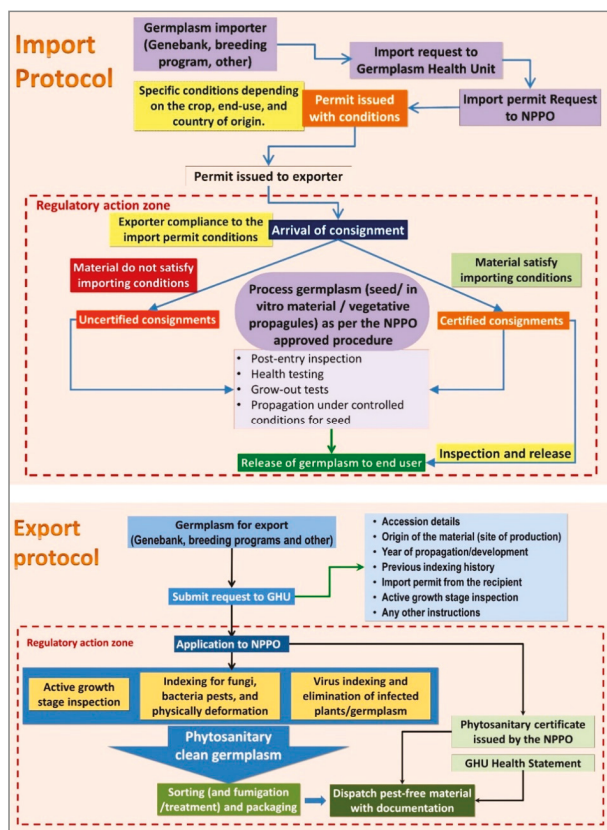 Import
Protocol
Germplasm importer
(Genebank, breeding
program, other)
Import request to
Germplasm Health Unit
Import permit Request
to NPPO
Permit issued
with conditions
Specific conditions depending
on the crop, end-use, and
country of origin.
Permit issued to exporter
Regulatory action zone
Exporter compliance to the
import permit conditions
Arrival of consignment
Material do not satisfy
importing conditions
Material satisfy
importing conditions
Process germplasm (seed/ in
vitro material / vegetative
propagules) as per the NPPO
approved procedure
Uncertified consignments
Certified consignments
• Post-entry inspection
• Health testing
• Grow-out tests
• Propagation under controlled
conditions for seed
Inspection and release
Release of germplasm to end user
Export
protocol
Germplasm for export
(Genebank, breeding programs and other)
• Accession details
• Origin of the material (site of production)
• Year of propagation/development
• Previous indexing history
• Import permit from the recipient
• Active growth stage inspection
• Any other instructions
Submit request to GHU
Regulatory action zone
Application to NPPO
Active growth
stage inspection
Indexing for fungi,
bacteria pests, and
physically deformation
Virus indexing and
elimination of infected
plants/germplasm
Phytosanitary
clean germplasm
Phytosanitary certificate
issued by the NPPO
GHU Health Statement
Sorting (and fumigation
/treatment) and packaging
Dispatch pest-free material
with documentation